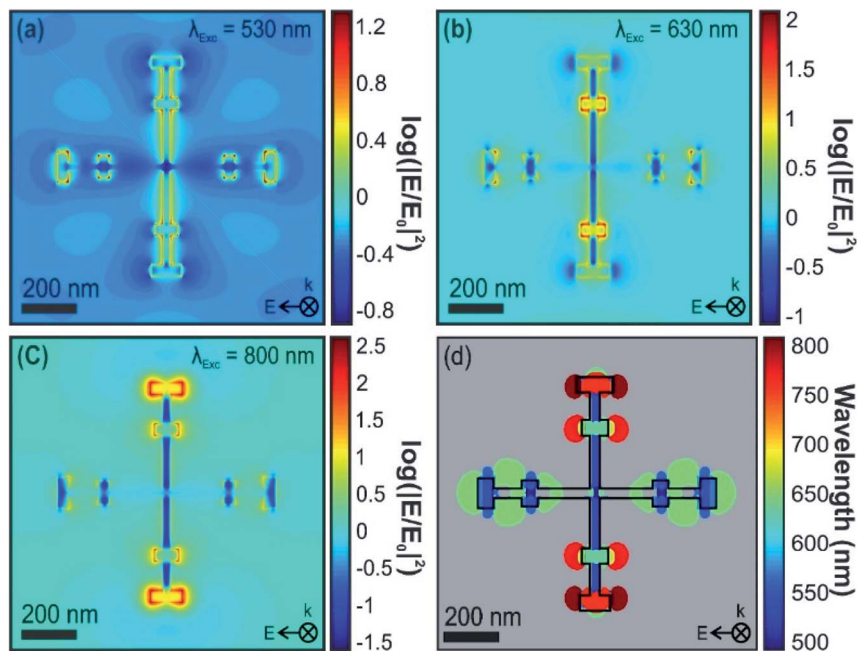 (a) λExc = 530 nm
1.2
0.4
0
-0.4
-0.8
log(|E/E₀|²)
200 nm
k
E
(b) λExc = 630 nm
2
1.5
1
0.5
0
-0.5
-1
log(|E/E₀|²)
200 nm
k
E
(C) λExc = 800 nm
2.5
2
1.5
1
0.5
0
-0.5
-1
-1.5
log(|E/E₀|²)
200 nm
k
E
(d)
800
750
700
650
600
550
500
Wavelength (nm)
200 nm
k
E